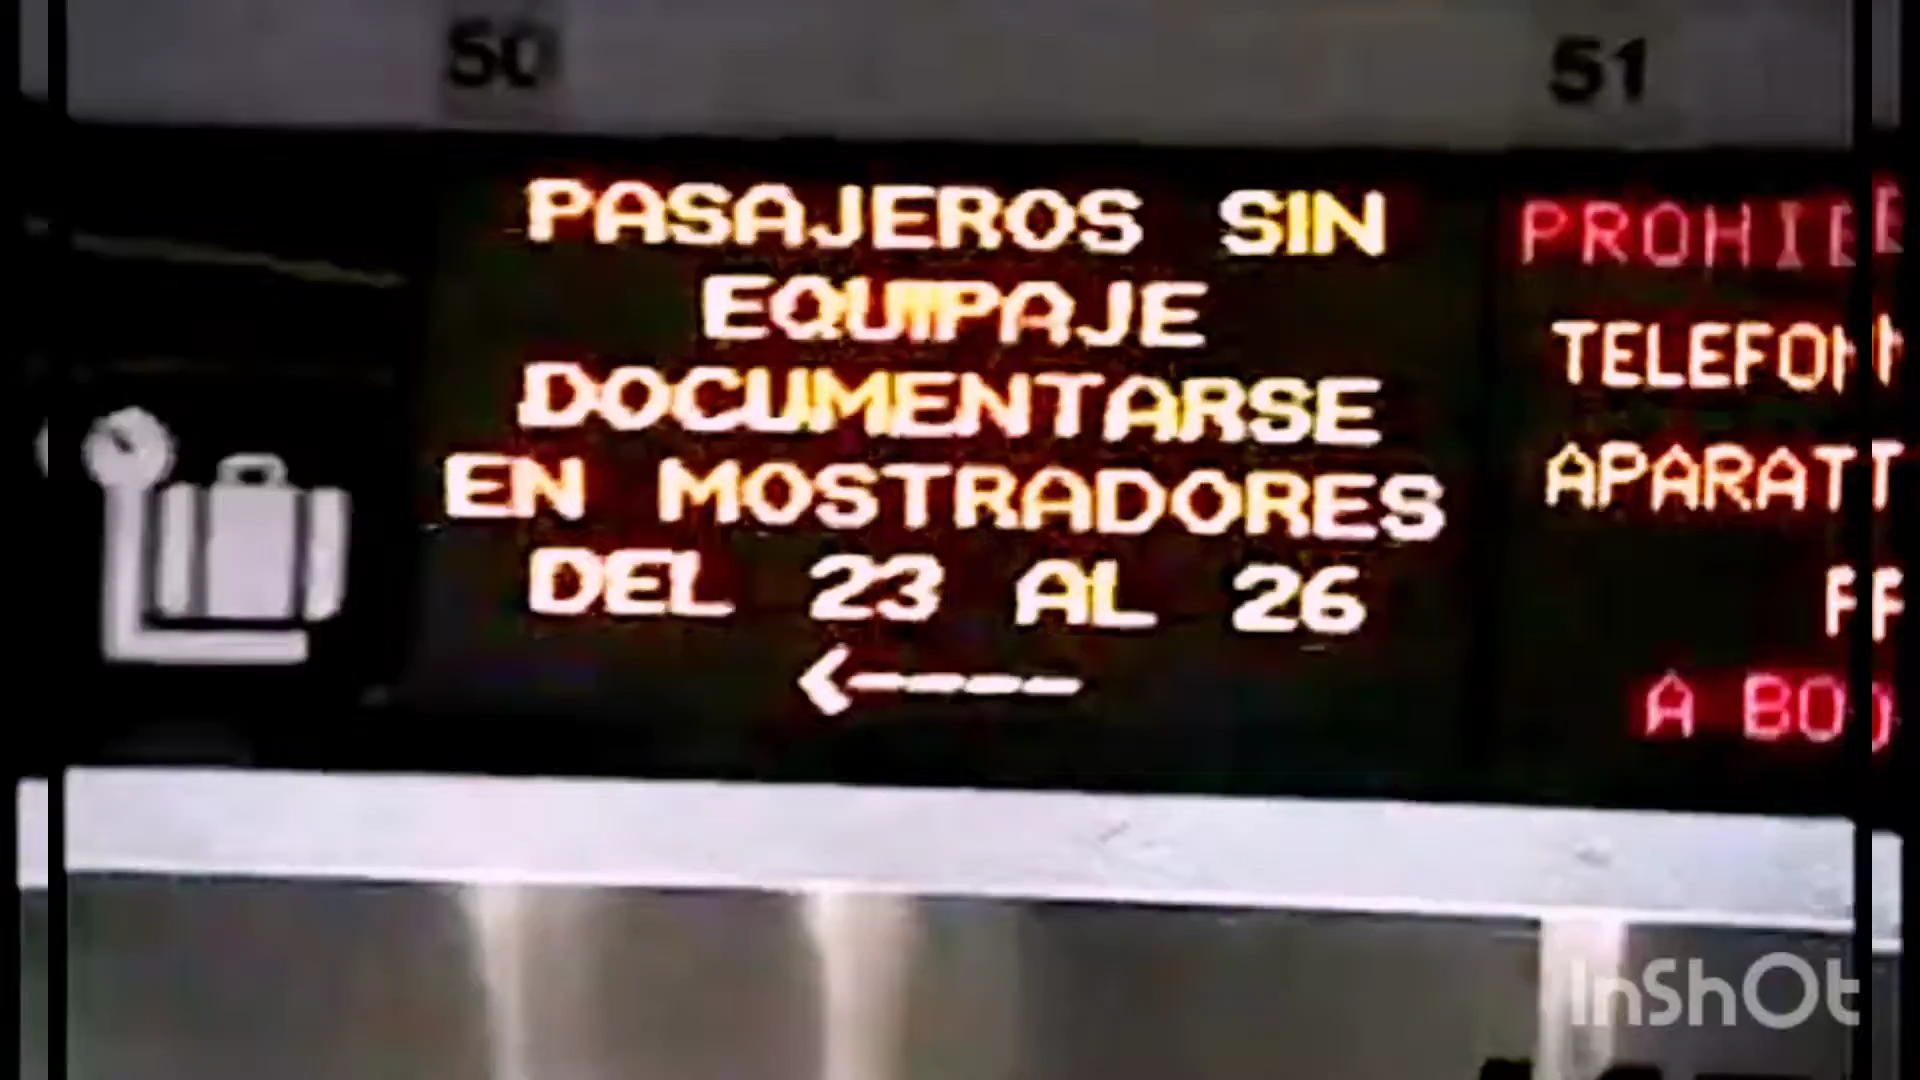 50
51
PASAJEROS SIN
EQUIPAJE
DOCUMENTARSE
EN MOSTRADORES
DEL 23 AL 26
<----
A
InShOt